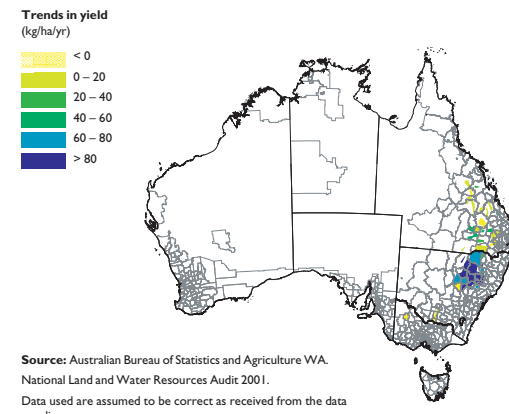 Trends in yield
(kg/ha/yr)
< 0
0 – 20
20 – 40
40 – 60
60 – 80
> 80
Source: Australian Bureau of Statistics and Agriculture WA.
National Land and Water Resources Audit 2001.
Data used are assumed to be correct as received from the data